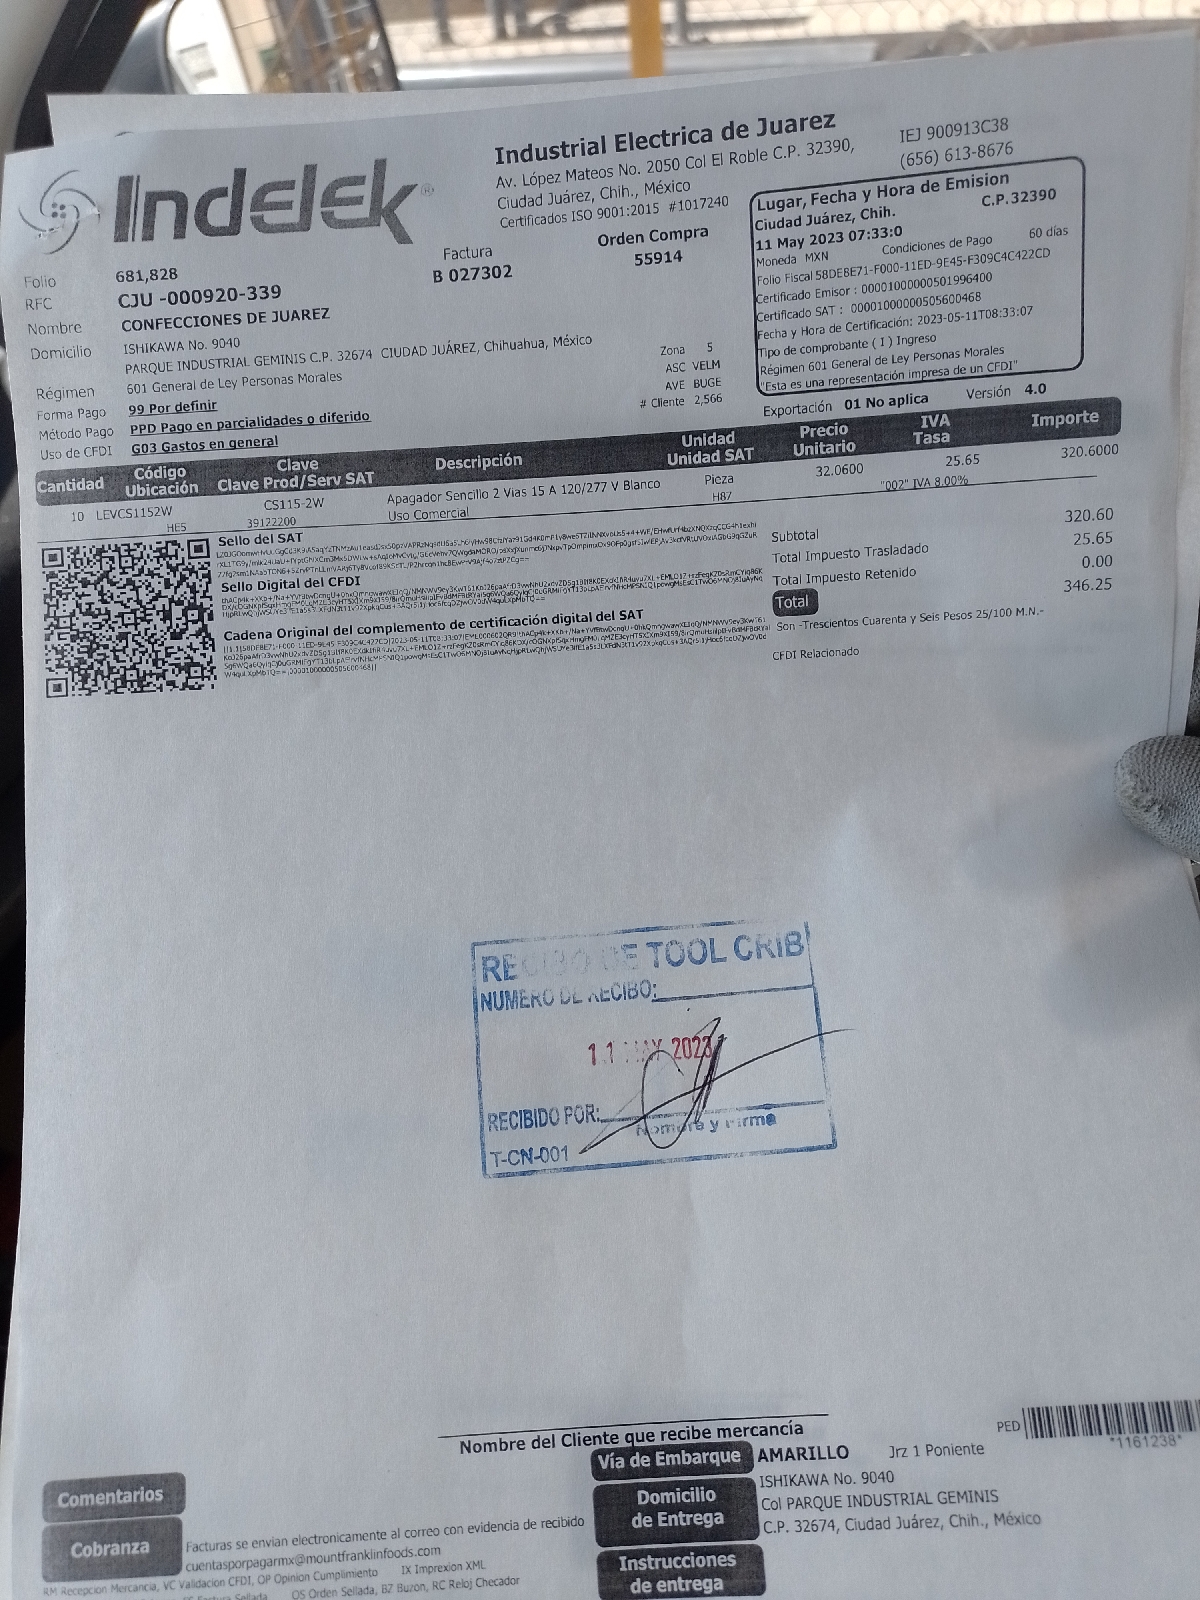 Indelek®
Industrial Electrica de Juarez
Av. López Mateos No. 2050 Col El Roble C.P. 32390,
Ciudad Juárez, Chih., México
Certificados ISO 9001:2015 #1017240
IEJ 900913C38
(656) 613-8676
Folio 681,828
Factura
B 027302
Orden Compra
55914
Lugar, Fecha y Hora de Emision
Ciudad Juárez, Chih. C.P.32390
11 May 2023 07:33:0
Moneda MXN Condiciones de Pago 60 días
Folio Fiscal 58DEBE71-F000-11ED-9E45-F309C4C422CD
Certificado Emisor : 00001000000501996400
Certificado SAT : 00001000000505600468
Fecha y Hora de Certificación: 2023-05-11T08:33:07
Tipo de comprobante ( I ) Ingreso
Régimen 601 General de Ley Personas Morales
"Esta es una representación impresa de un CFDI"
RFC CJU -000920-339
Nombre CONFECCIONES DE JUAREZ
Domicilio ISHIKAWA No. 9040
PARQUE INDUSTRIAL GEMINIS C.P. 32674 CIUDAD JUÁREZ, Chihuahua, México
Régimen 601 General de Ley Personas Morales
Forma Pago 99 Por definir
Método Pago PPD Pago en parcialidades o diferido
Uso de CFDI G03 Gastos en general
Zona 5
ASC VELM
AVE BUGE
# Cliente 2,566
Exportación 01 No aplica Versión 4.0
Cantidad Código Ubicación Clave Clave Prod/Serv SAT Descripción Unidad Unidad SAT Precio Unitario IVA Tasa Importe
10 LEVCS1152W CS115-2W Apagador Sencillo 2 Vias 15 A 120/277 V Blanco Pieza 32.0600 25.65 320.6000
HE5 39122200 Uso Comercial H87 "002" IVA 8.00%
Sello del SAT
Sello Digital del CFDI
Cadena Original del complemento de certificación digital del SAT
Subtotal 320.60
Total Impuesto Trasladado 25.65
Total Impuesto Retenido 0.00
Total 346.25
Son -Trescientos Cuarenta y Seis Pesos 25/100 M.N.-
CFDI Relacionado
RECIBO DE TOOL CRIB
NUMERO DE RECIBO:
11 MAY 2023
RECIBIDO POR:
Nombre y Firma
T-CN-001
Nombre del Cliente que recibe mercancía
PED *1161238*
Vía de Embarque AMARILLO Jrz 1 Poniente
Domicilio de Entrega ISHIKAWA No. 9040
Col PARQUE INDUSTRIAL GEMINIS
C.P. 32674, Ciudad Juárez, Chih., México
Instrucciones de entrega
Comentarios
Cobranza Facturas se envian electronicamente al correo con evidencia de recibido
cuentasporpagarmx@mountfranklinfoods.com
RM Recepcion Mercancia, VC Validacion CFDI, OP Opinion Cumplimiento IX Imprexion XML
OS Orden Sellada, BZ Buzon, RC Reloj Checador